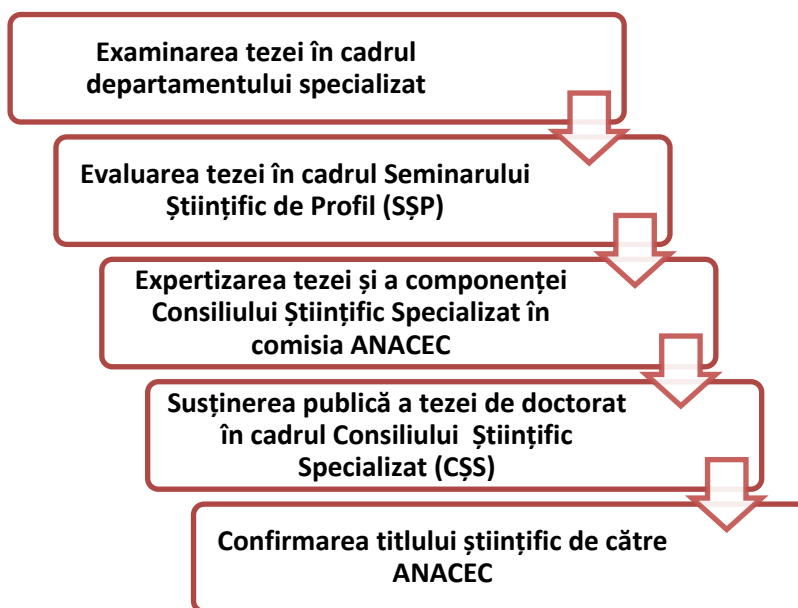 Examinarea tezei în cadrul
departamentului specializat
Evaluarea tezei în cadrul Seminarului
Științific de Profil (SȘP)
Expertizarea tezei și a componenței
Consiliului Științific Specializat în
comisia ANACEC
Susținerea publică a tezei de doctorat
în cadrul Consiliului Științific
Specializat (CȘS)
Confirmarea titlului științific de către
ANACEC